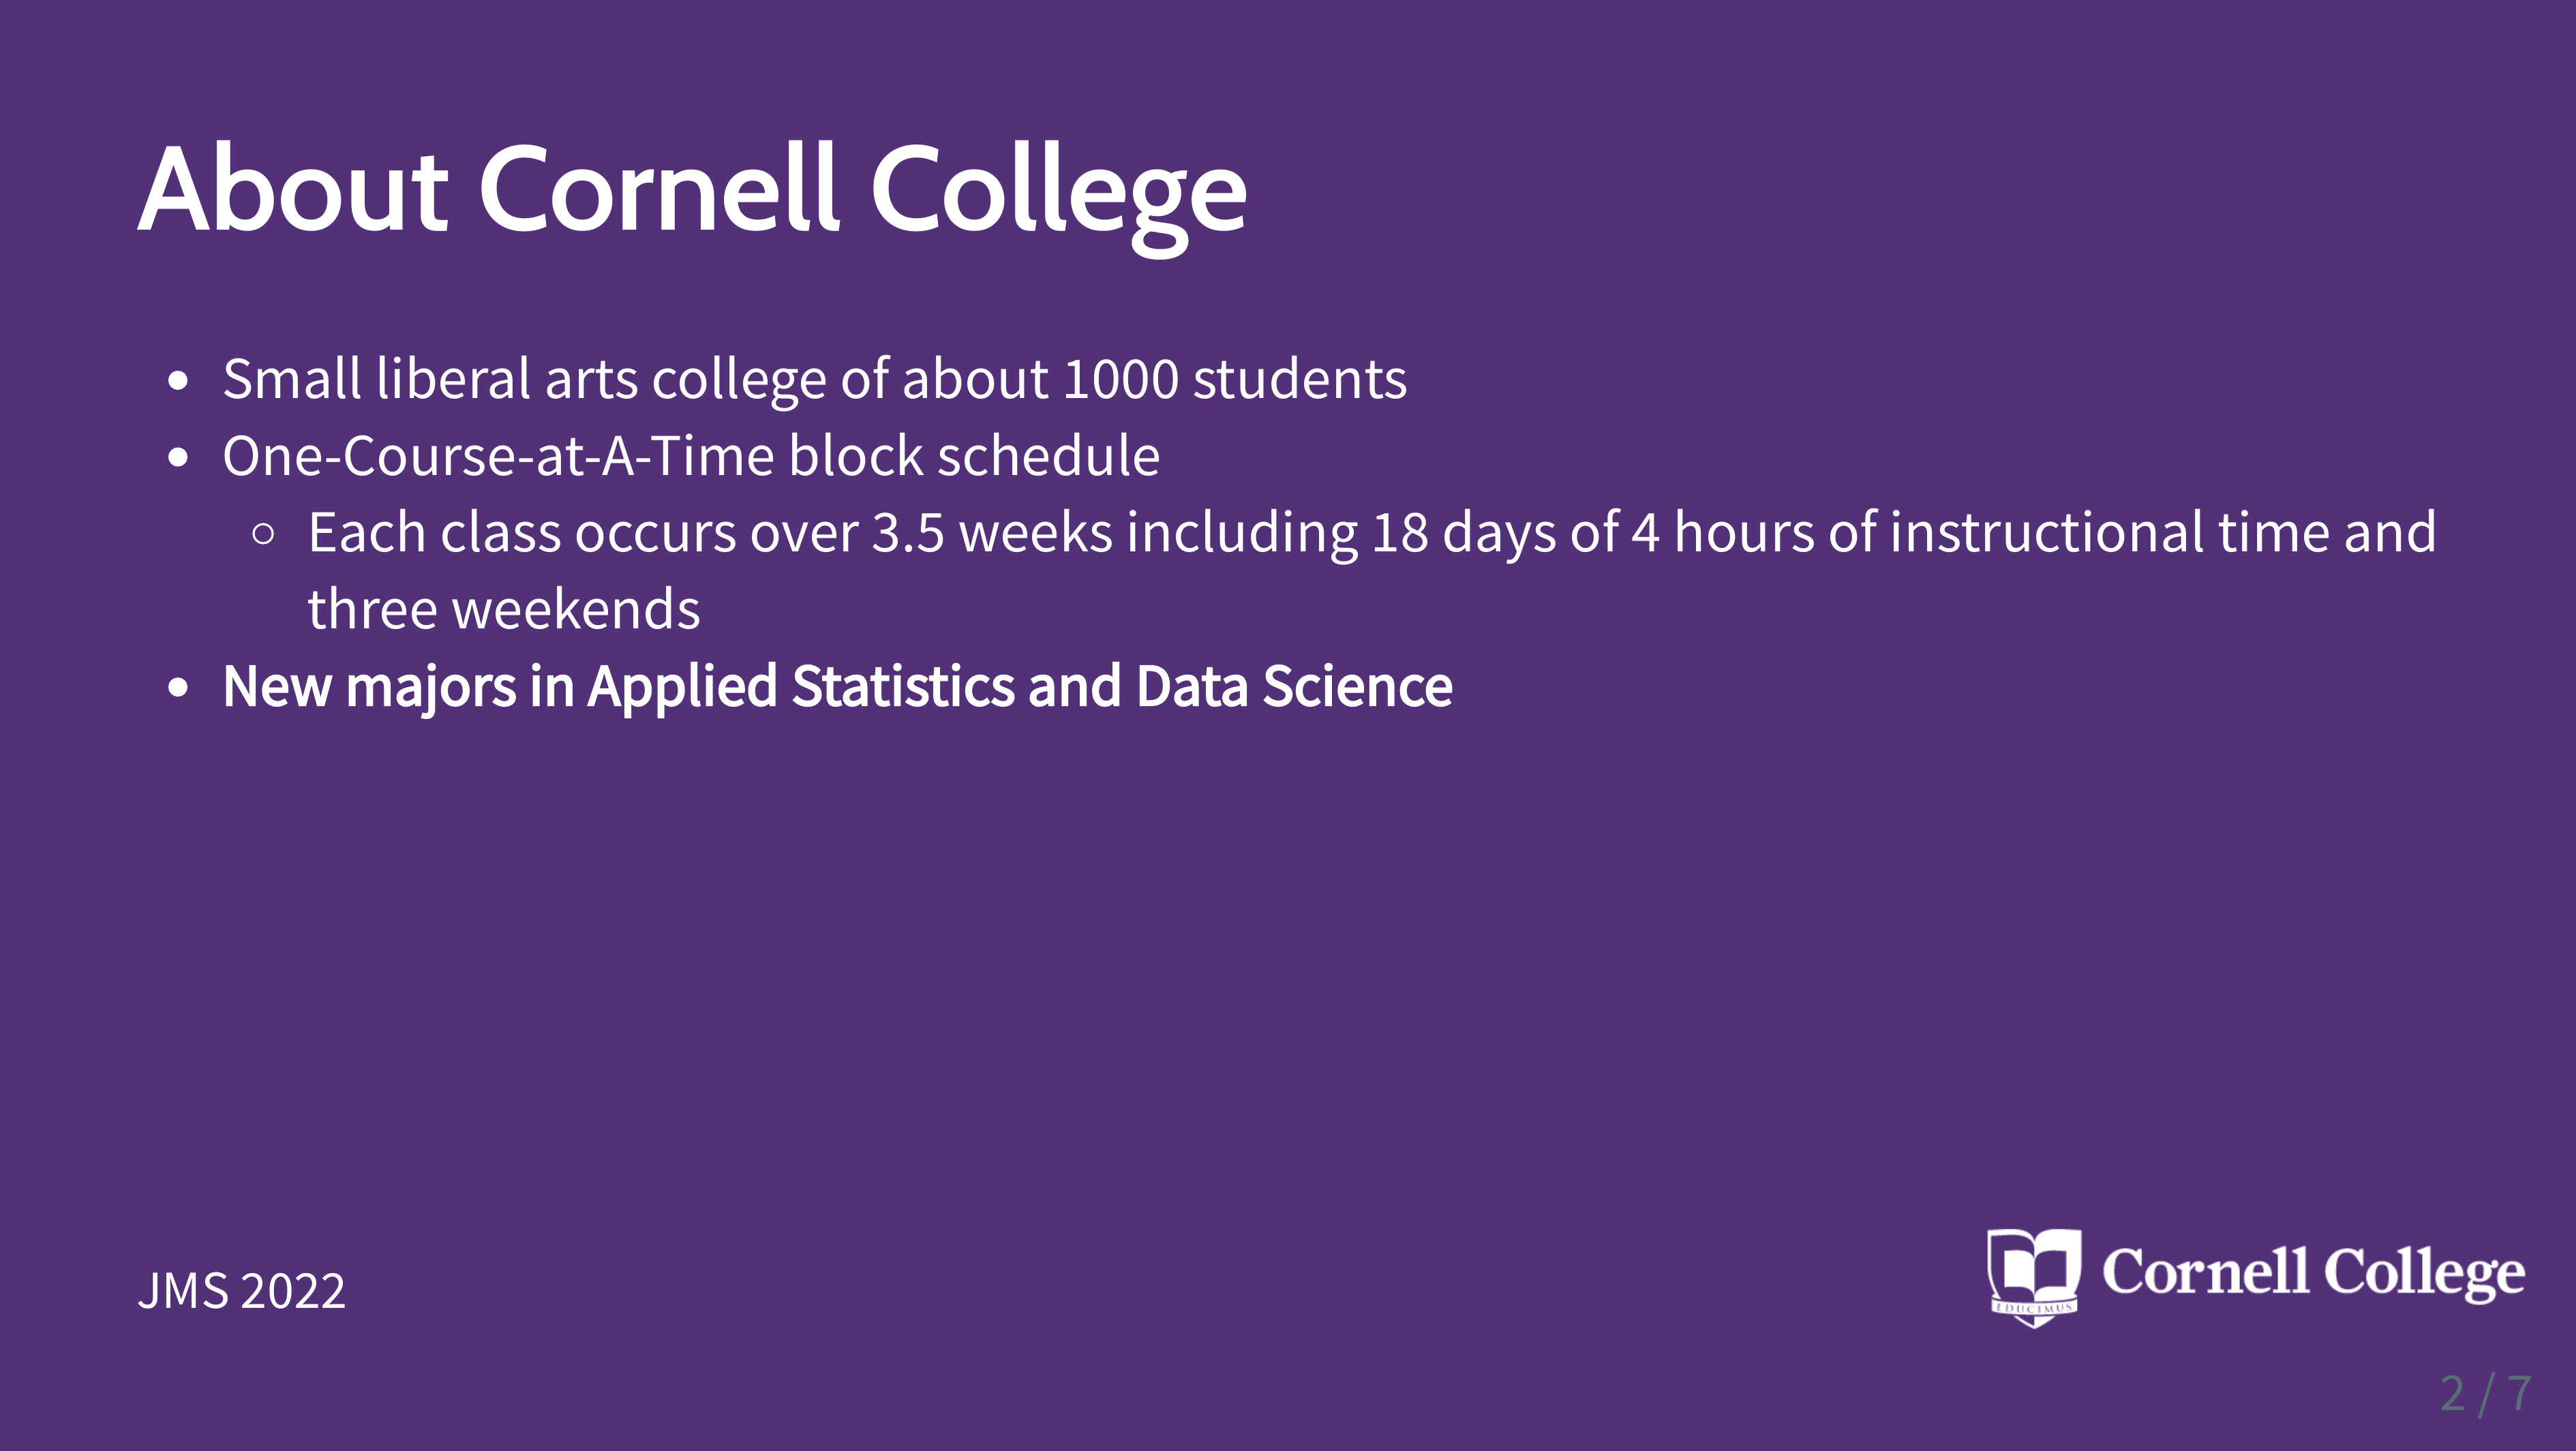 About Cornell College
• Small liberal arts college of about 1000 students
• One-Course-at-A-Time block schedule
○ Each class occurs over 3.5 weeks including 18 days of 4 hours of instructional time and
three weekends
• New majors in Applied Statistics and Data Science
JMS 2022
EDUCIMUS
Cornell College
2 / 7